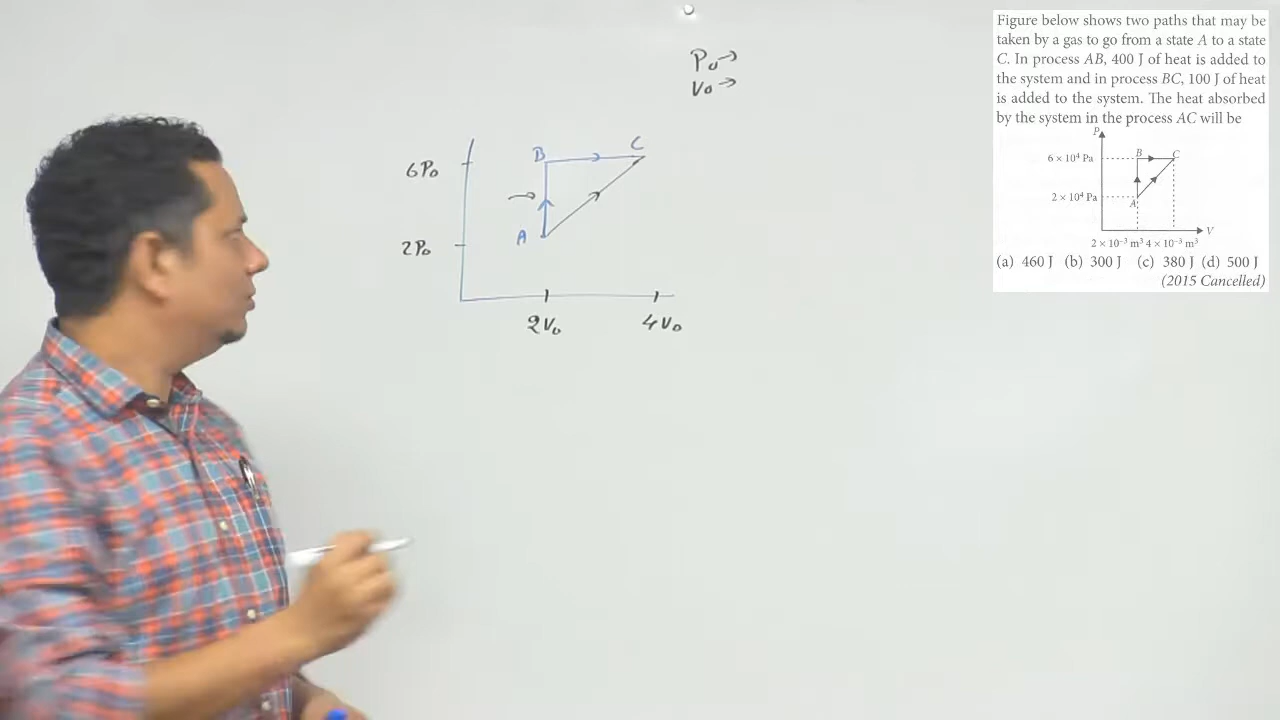 P₀→
V₀→
6P₀
B
C
A
2P₀
2V₀
4V₀
Figure below shows two paths that may be
taken by a gas to go from a state A to a state
C. In process AB, 400 J of heat is added to
the system and in process BC, 100 J of heat
is added to the system. The heat absorbed
by the system in the process AC will be
P
6 × 10⁴ Pa
B
C
2 × 10⁴ Pa
A
V
2 × 10⁻³ m³ 4 × 10⁻³ m³
(a) 460 J (b) 300 J (c) 380 J (d) 500 J
(2015 Cancelled)